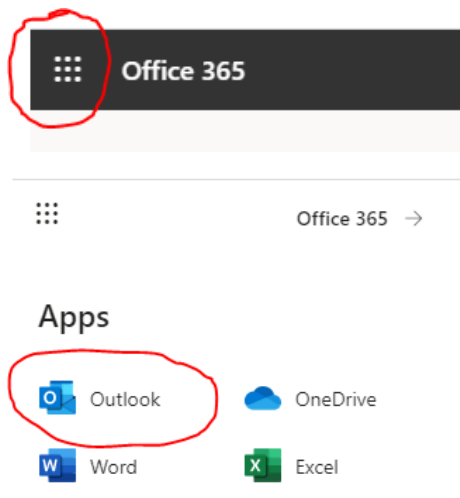 Office 365
Office 365 →
Apps
Outlook
OneDrive
Word
Excel